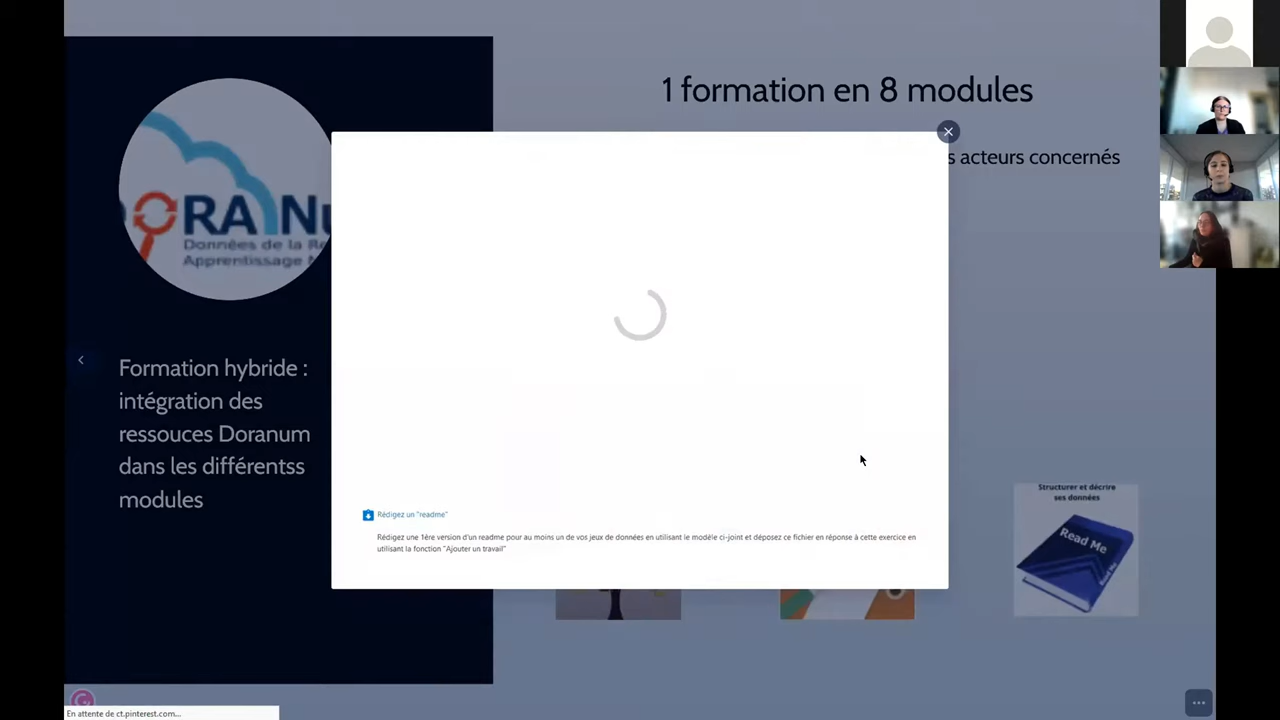 1 formation en 8 modules
s acteurs concernés
ORANu
Données de la Re
Apprentissage N
Formation hybride :
intégration des
ressouces Doranum
dans les différentss
modules
Rédigez un "readme"
Rédigez une 1ère version d'un readme pour au moins un de vos jeux de données en utilisant le modèle ci-joint et déposez ce fichier en réponse à cette exercice en
utilisant la fonction "Ajouter un travail"
Structurer et décrire
ses données
Read Me
Read Me
En attente de ct.pinterest.com...